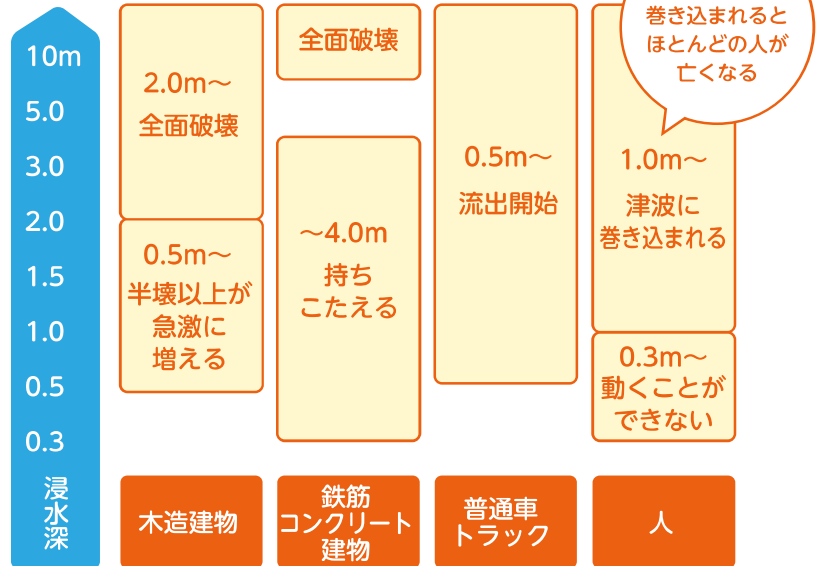 10m
5.0
3.0
2.0
1.5
1.0
0.5
0.3
浸水深
2.0m〜
全面破壊
0.5m〜
半壊以上が
急激に
増える
木造建物
全面破壊
〜4.0m
持ち
こたえる
鉄筋
コンクリート
建物
0.5m〜
流出開始
普通車
トラック
巻き込まれると
ほとんどの人が
亡くなる
1.0m〜
津波に
巻き込まれる
0.3m〜
動くことが
できない
人